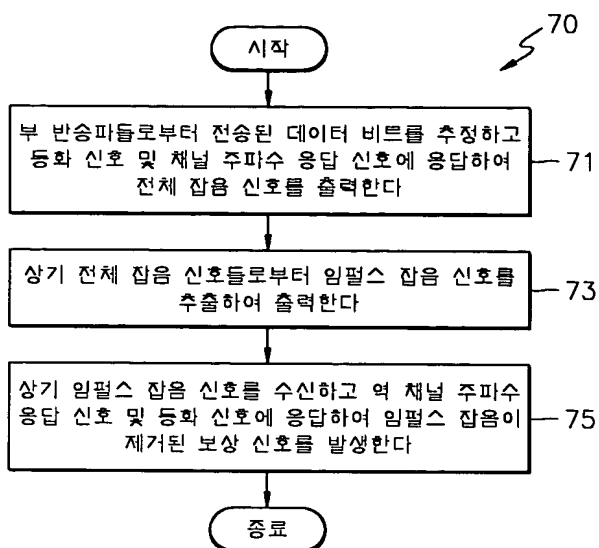 70
시작
부 반송파들로부터 전송된 데이터 비트를 추정하고
등화 신호 및 채널 주파수 응답 신호에 응답하여
전체 잡음 신호를 출력한다
71
상기 전체 잡음 신호들로부터 임펄스 잡음 신호를
추출하여 출력한다
73
상기 임펄스 잡음 신호를 수신하고 역 채널 주파수
응답 신호 및 등화 신호에 응답하여 임펄스 잡음이
제거된 보상 신호를 발생한다
75
종료